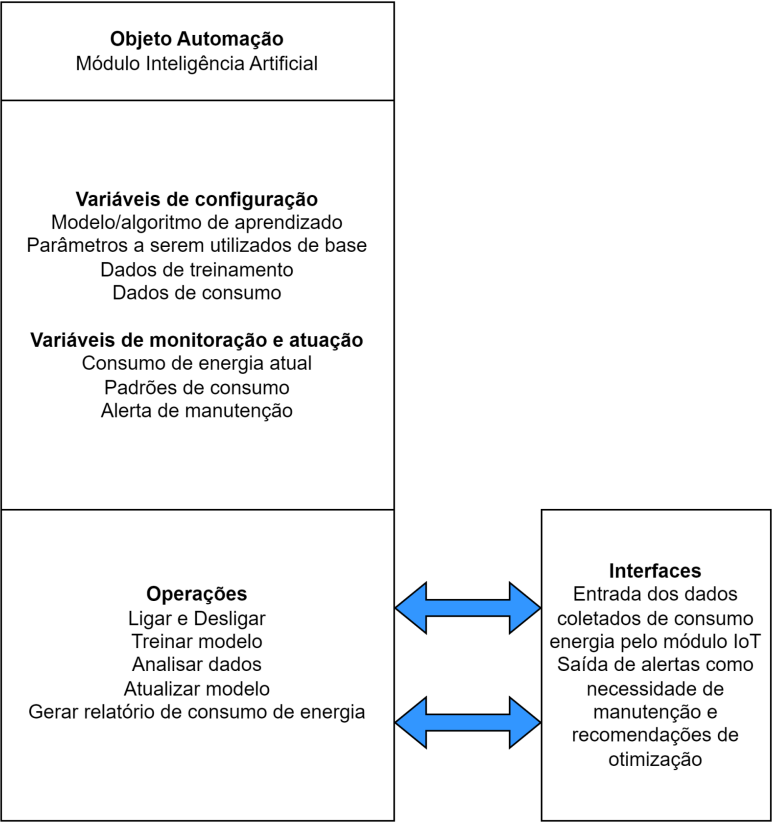 Objeto Automação
Módulo Inteligência Artificial
Variáveis de configuração
Modelo/algoritmo de aprendizado
Parâmetros a serem utilizados de base
Dados de treinamento
Dados de consumo
Variáveis de monitoração e atuação
Consumo de energia atual
Padrões de consumo
Alerta de manutenção
Operações
Ligar e Desligar
Treinar modelo
Analisar dados
Atualizar modelo
Gerar relatório de consumo de energia
Interfaces
Entrada dos dados
coletados de consumo
energia pelo módulo IoT
Saída de alertas como
necessidade de
manutenção e
recomendações de
otimização